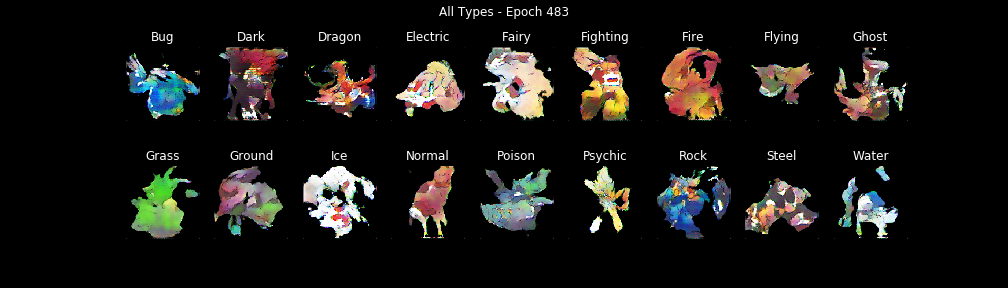 All Types - Epoch 483
Bug Dark Dragon Electric Fairy Fighting Fire Flying Ghost
Grass Ground Ice Normal Poison Psychic Rock Steel Water